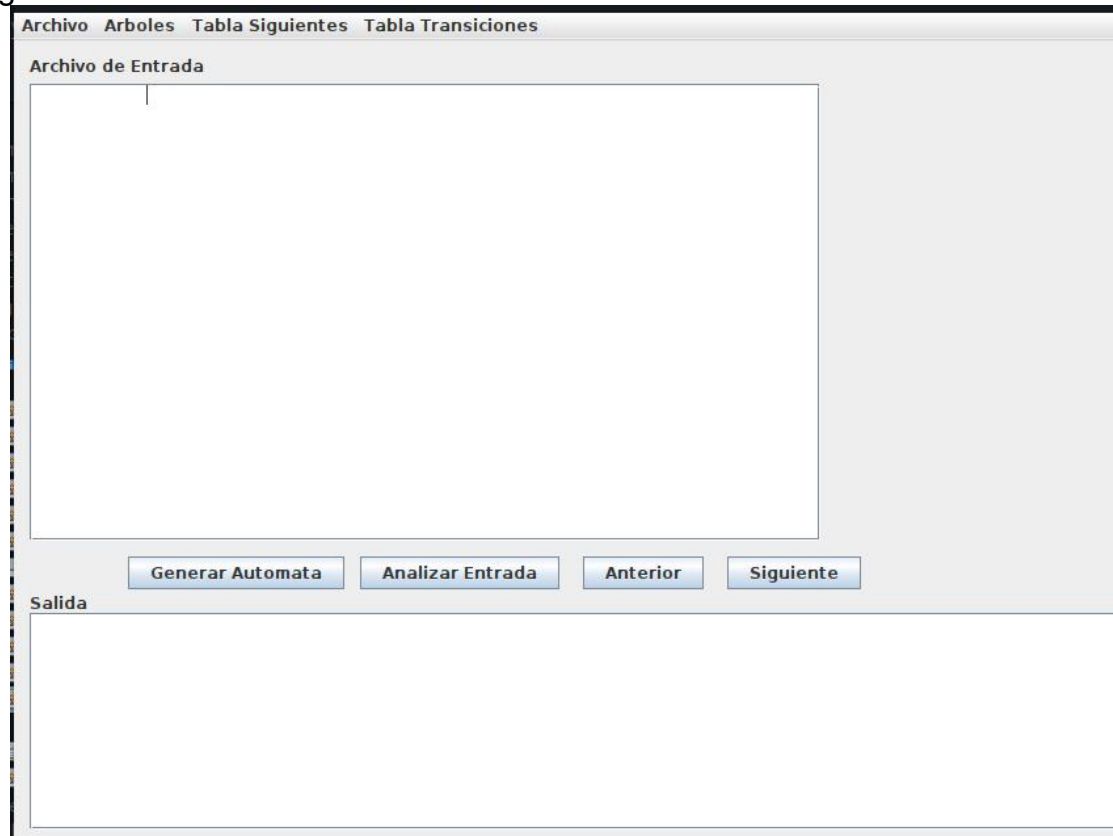 Archivo Arboles Tabla Siguientes Tabla Transiciones
Archivo de Entrada
Generar Automata Analizar Entrada Anterior Siguiente
Salida